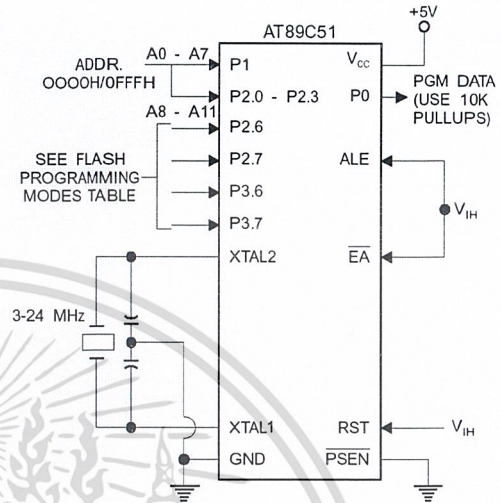 +5V
AT89C51
A0 - A7
ADDR.
OOOOH/OFFFH
P1
VCC
P2.0 - P2.3
P0
PGM DATA
(USE 10K
PULLUPS)
A8 - A11
P2.6
SEE FLASH
PROGRAMMING
MODES TABLE
P2.7
ALE
P3.6
VIH
P3.7
XTAL2
EA
3-24 MHz
XTAL1
RST
VIH
GND
PSEN